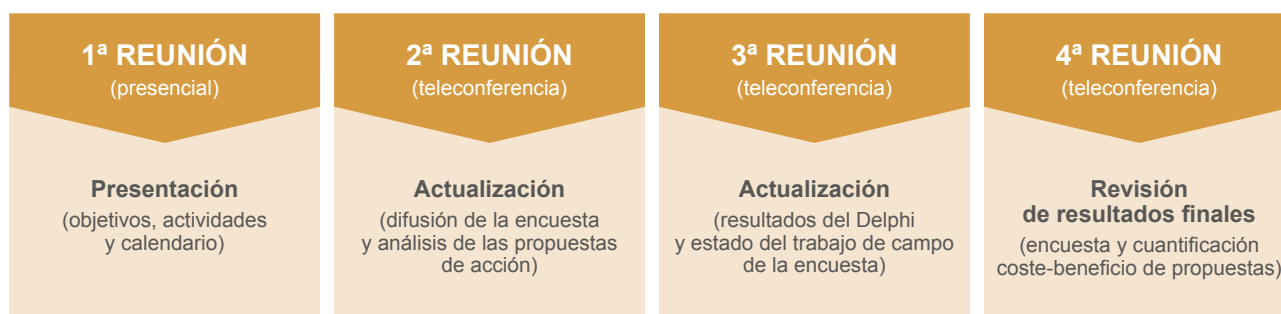 1ª REUNIÓN
(presencial)
Presentación
(objetivos, actividades
y calendario)
2ª REUNIÓN
(teleconferencia)
Actualización
(difusión de la encuesta
y análisis de las propuestas
de acción)
3ª REUNIÓN
(teleconferencia)
Actualización
(resultados del Delphi
y estado del trabajo de campo
de la encuesta)
4ª REUNIÓN
(teleconferencia)
Revisión
de resultados finales
(encuesta y cuantificación
coste-beneficio de propuestas)